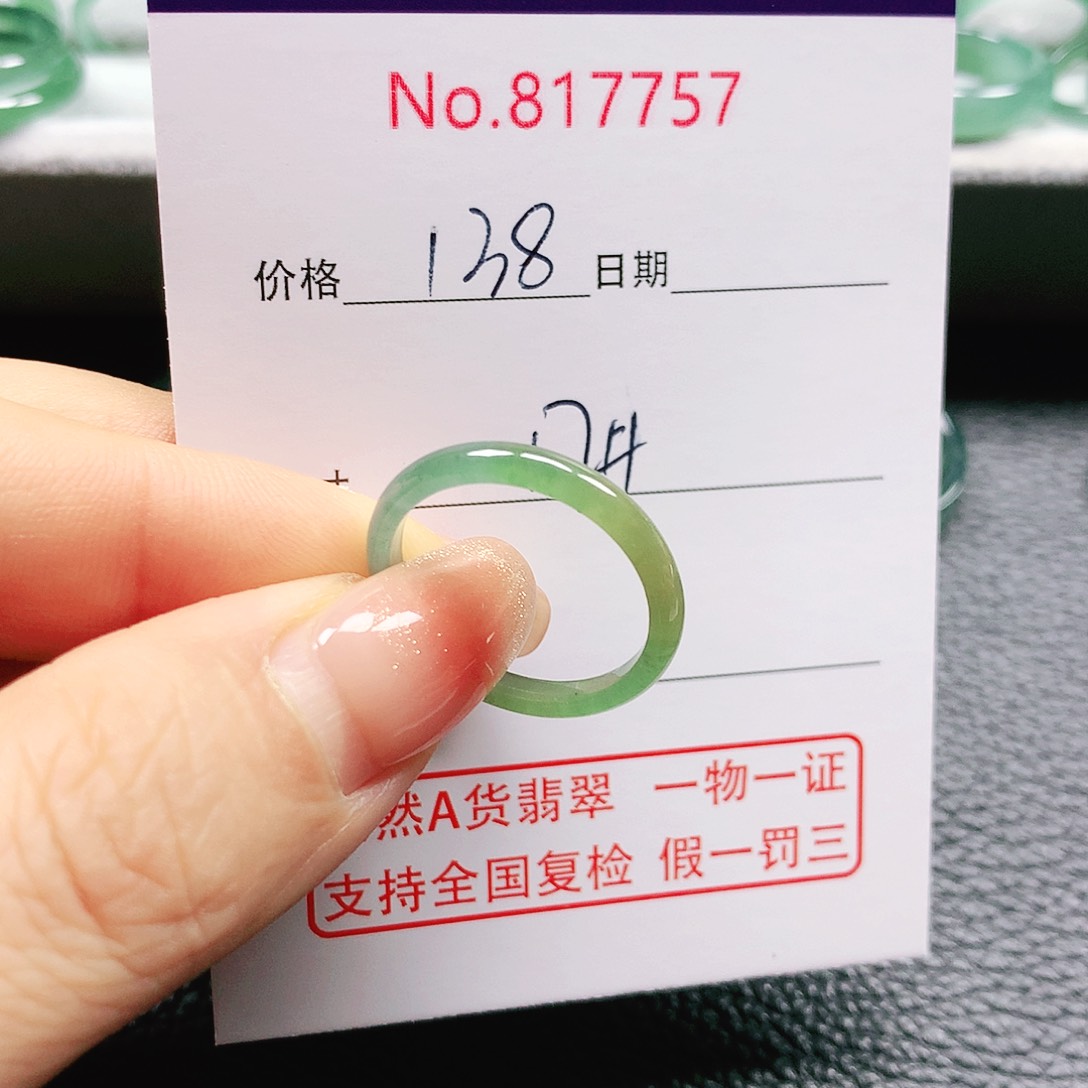 No.817757
价格 138 日期
17#
然A货翡翠 一物一证
支持全国复检 假一罚三